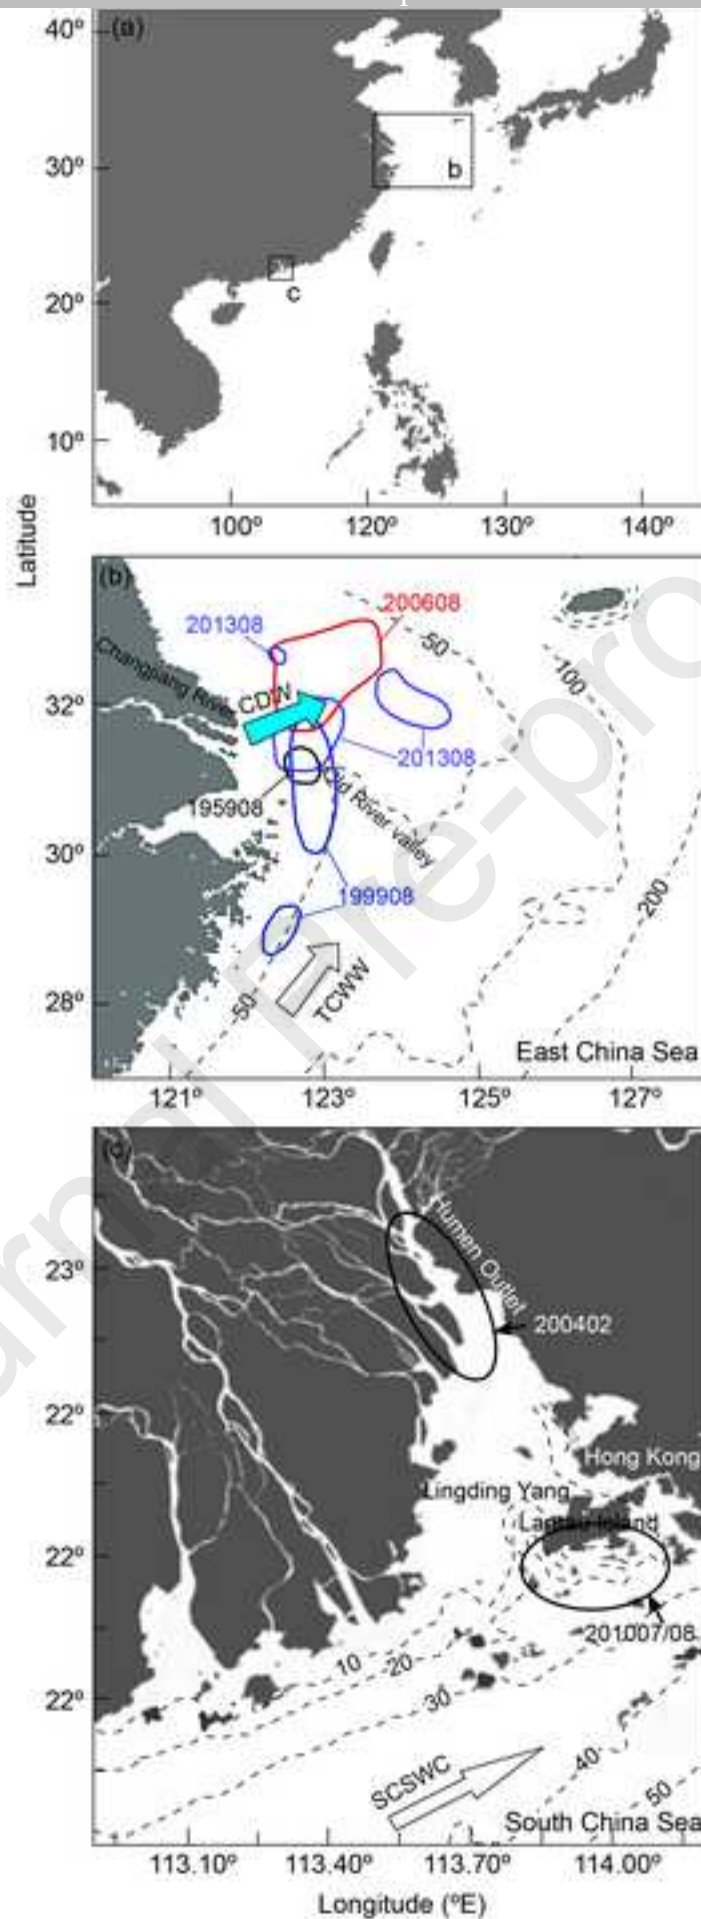 (a)
40°
30°
b
c
20°
10°
100° 120° 130° 140°
Latitude
(b)
200608
201308
50
Changjiang River
100
32°
CDW
201308
195908
Old River valley
30°
199908
200
28°
50
TCWW
East China Sea
121° 123° 125° 127°
(c)
Humen Outlet
23°
200402
22°
Hong Kong
Lingding Yang
Lantau Island
22°
201007/08
10
20
30
22°
SCSWC
40
50
South China Sea
113.10° 113.40° 113.70° 114.00°
Longitude (°E)